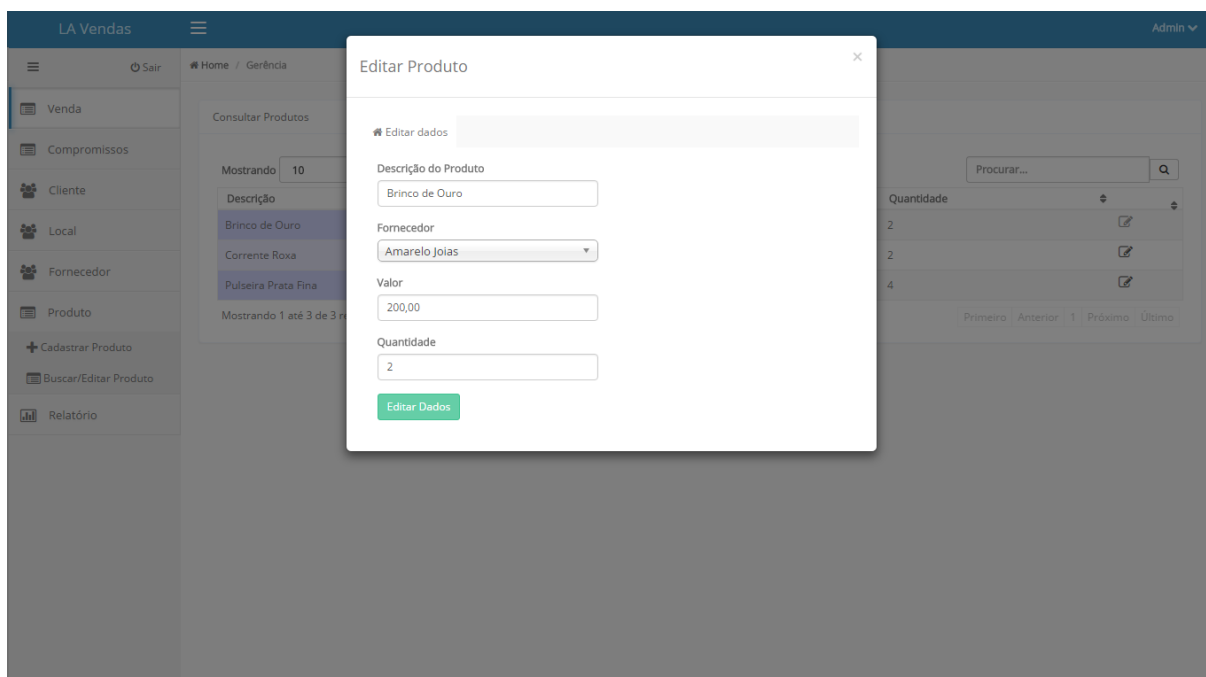 LA Vendas
Admin
Sair
Home / Gerência
Venda
Compromissos
Cliente
Local
Fornecedor
Produto
Cadastrar Produto
Buscar/Editar Produto
Relatório
Consultar Produtos
Mostrando 10
Procurar...
Descrição Quantidade
Brinco de Ouro 2
Corrente Roxa 2
Pulseira Prata Fina 4
Mostrando 1 até 3 de 3
Primeiro Anterior 1 Próximo Último
Editar Produto ×
Editar dados
Descrição do Produto
Brinco de Ouro
Fornecedor
Amarelo Joias
Valor
200,00
Quantidade
2
Editar Dados